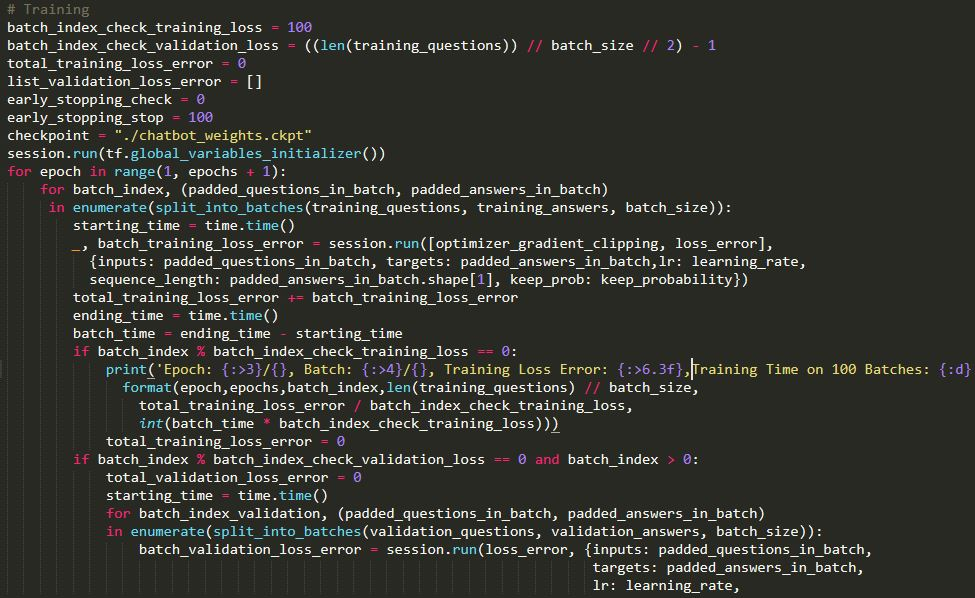 # Training
batch_index_check_training_loss = 100
batch_index_check_validation_loss = ((len(training_questions)) // batch_size // 2) - 1
total_training_loss_error = 0
list_validation_loss_error = []
early_stopping_check = 0
early_stopping_stop = 100
checkpoint = "./chatbot_weights.ckpt"
session.run(tf.global_variables_initializer())
for epoch in range(1, epochs + 1):
    for batch_index, (padded_questions_in_batch, padded_answers_in_batch)
     in enumerate(split_into_batches(training_questions, training_answers, batch_size)):
        starting_time = time.time()
        _, batch_training_loss_error = session.run([optimizer_gradient_clipping, loss_error],
          {inputs: padded_questions_in_batch, targets: padded_answers_in_batch,lr: learning_rate,
          sequence_length: padded_answers_in_batch.shape[1], keep_prob: keep_probability})
        total_training_loss_error += batch_training_loss_error
        ending_time = time.time()
        batch_time = ending_time - starting_time
        if batch_index % batch_index_check_training_loss == 0:
            print('Epoch: {:>3}/{}, Batch: {:>4}/{}, Training Loss Error: {:>6.3f},Training Time on 100 Batches: {:d}
              format(epoch,epochs,batch_index,len(training_questions) // batch_size,
                total_training_loss_error / batch_index_check_training_loss,
                int(batch_time * batch_index_check_training_loss)))
            total_training_loss_error = 0
        if batch_index % batch_index_check_validation_loss == 0 and batch_index > 0:
            total_validation_loss_error = 0
            starting_time = time.time()
            for batch_index_validation, (padded_questions_in_batch, padded_answers_in_batch)
            in enumerate(split_into_batches(validation_questions, validation_answers, batch_size)):
                batch_validation_loss_error = session.run(loss_error, {inputs: padded_questions_in_batch,
                                                                       targets: padded_answers_in_batch,
                                                                       lr: learning_rate,